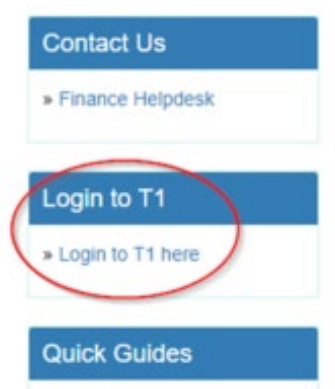 Contact Us
» Finance Helpdesk
Login to T1
» Login to T1 here
Quick Guides